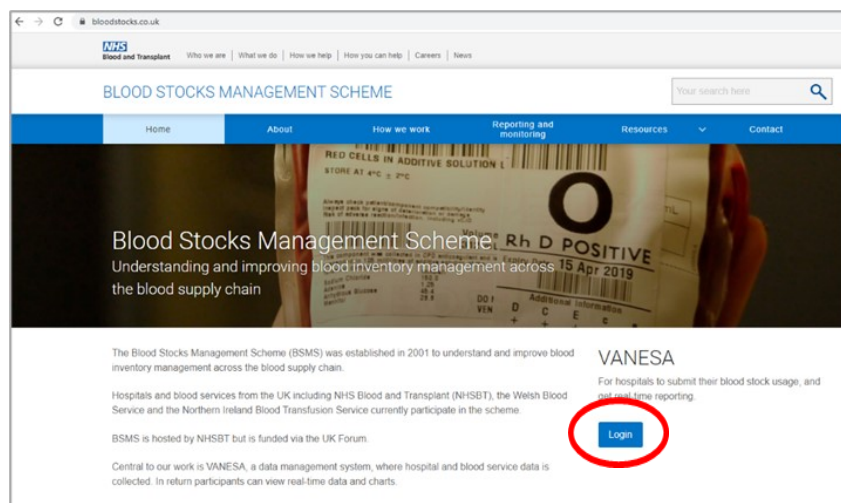 bloodstocks.co.uk
NHS
Blood and Transplant
Who we are | What we do | How we help | How you can help | Careers | News
BLOOD STOCKS MANAGEMENT SCHEME
Your search here
Home About How we work Reporting and monitoring Resources Contact
RED CELLS IN ADDITIVE SOLUTION
STORE AT 4°C ± 2°C
O
Rh D POSITIVE
15 Apr 2019
Additional Information
D C E c
Blood Stocks Management Scheme
Understanding and improving blood inventory management across
the blood supply chain
The Blood Stocks Management Scheme (BSMS) was established in 2001 to understand and improve blood
inventory management across the blood supply chain.
Hospitals and blood services from the UK including NHS Blood and Transplant (NHSBT), the Welsh Blood
Service and the Northern Ireland Blood Transfusion Service currently participate in the scheme.
BSMS is hosted by NHSBT but is funded via the UK Forum.
Central to our work is VANESA, a data management system, where hospital and blood service data is
collected. In return participants can view real-time data and charts.
VANESA
For hospitals to submit their blood stock usage, and
get real-time reporting.
Login